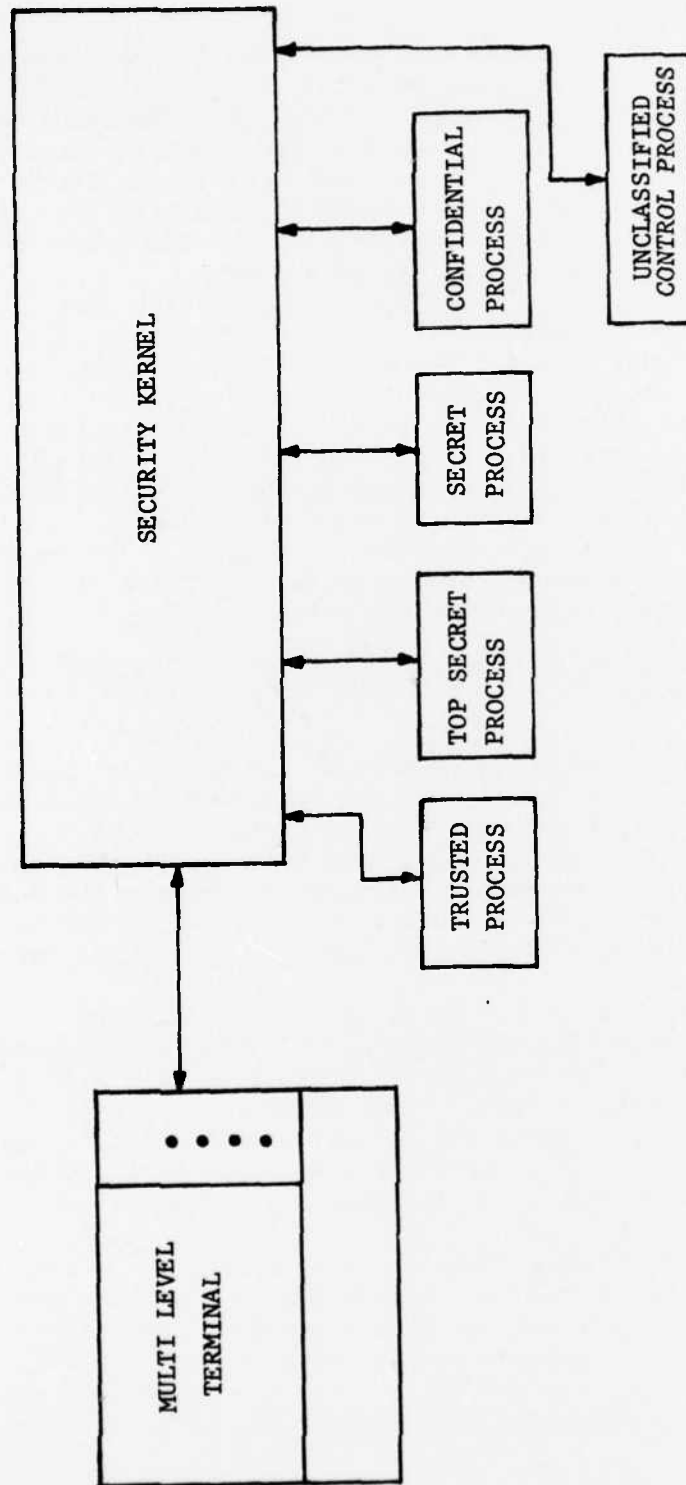 SECURITY KERNEL
MULTI LEVEL
TERMINAL
TRUSTED
PROCESS
TOP SECRET
PROCESS
SECRET
PROCESS
CONFIDENTIAL
PROCESS
UNCLASSIFIED
CONTROL PROCESS